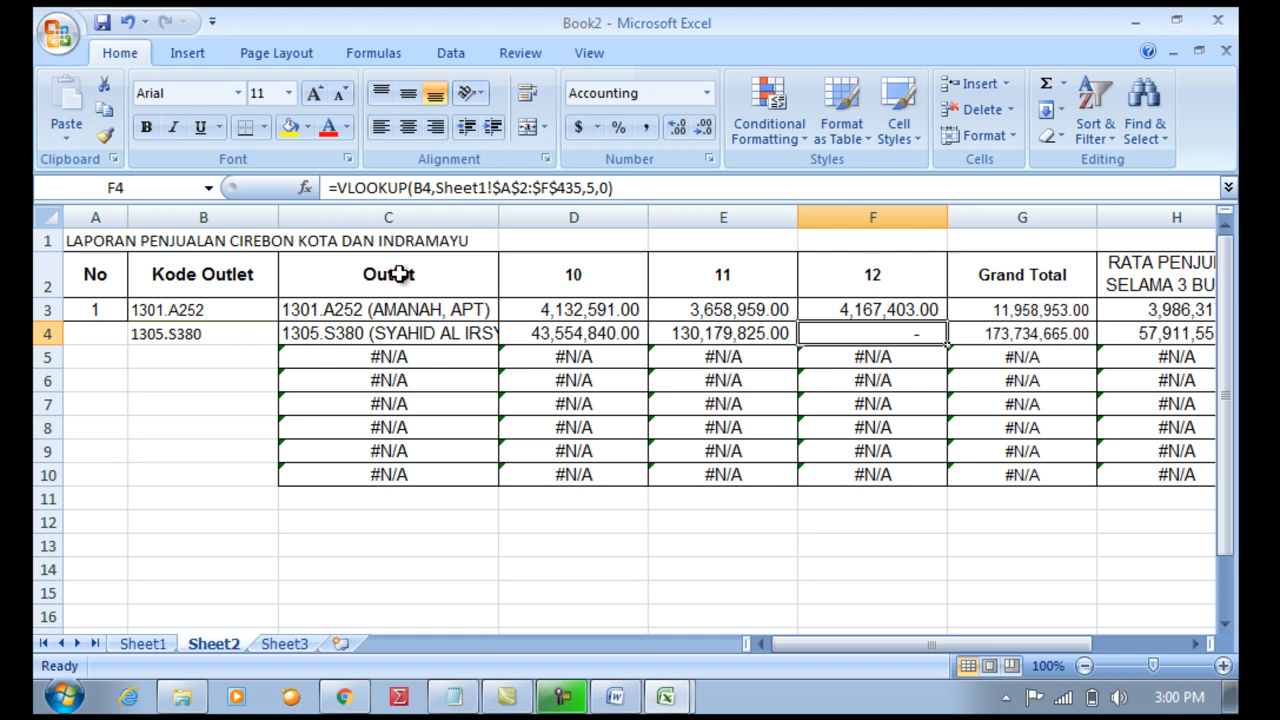 Book2 - Microsoft Excel
Home Insert Page Layout Formulas Data Review View
Paste Arial 11 A A Accounting Conditional Formatting Format as Table Cell Styles Insert Delete Format Σ Sort & Filter Find & Select
B I U A $ % ,
Clipboard Font Alignment Number Styles Cells Editing
F4 fx =VLOOKUP(B4,Sheet1!$A$2:$F$435,5,0)
A B C D E F G H
1 LAPORAN PENJUALAN CIREBON KOTA DAN INDRAMAYU
2 No Kode Outlet Outlet 10 11 12 Grand Total RATA PENJU
SELAMA 3 BU
3 1 1301.A252 1301.A252 (AMANAH, APT) 4,132,591.00 3,658,959.00 4,167,403.00 11,958,953.00 3,986,31
4 1305.S380 1305.S380 (SYAHID AL IRSY 43,554,840.00 130,179,825.00 - 173,734,665.00 57,911,55
5 #N/A #N/A #N/A #N/A #N/A #N/A
6 #N/A #N/A #N/A #N/A #N/A #N/A
7 #N/A #N/A #N/A #N/A #N/A #N/A
8 #N/A #N/A #N/A #N/A #N/A #N/A
9 #N/A #N/A #N/A #N/A #N/A #N/A
10 #N/A #N/A #N/A #N/A #N/A #N/A
11
12
13
14
15
16
Sheet1 Sheet2 Sheet3
Ready 100%
3:00 PM